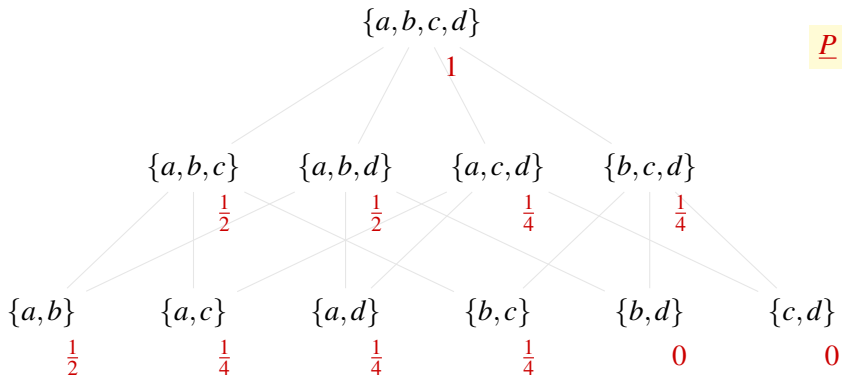 {a,b,c,d}
P
1
{a,b,c} {a,b,d} {a,c,d} {b,c,d}
1/2 1/2 1/4 1/4
{a,b} {a,c} {a,d} {b,c} {b,d} {c,d}
1/2 1/4 1/4 1/4 0 0